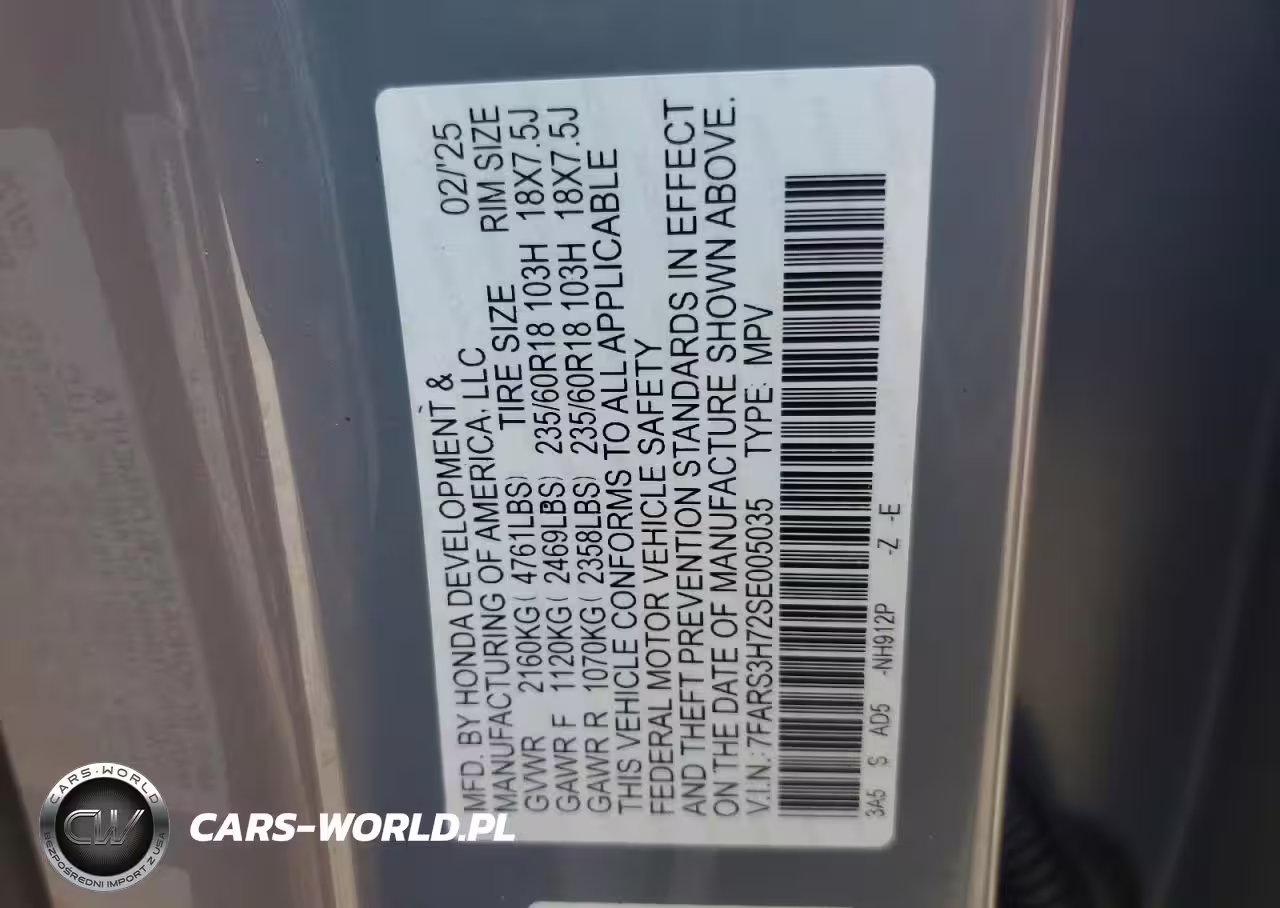 MFD. BY HONDA DEVELOPMENT & 02/'25
MANUFACTURING OF AMERICA, LLC
TIRE SIZE RIM SIZE
GVWR 2160KG ( 4761LBS)
GAWR F 1120KG ( 2469LBS) 235/60R18 103H 18X7.5J
GAWR R 1070KG ( 2358LBS) 235/60R18 103H 18X7.5J
THIS VEHICLE CONFORMS TO ALL APPLICABLE
FEDERAL MOTOR VEHICLE SAFETY
AND THEFT PREVENTION STANDARDS IN EFFECT
ON THE DATE OF MANUFACTURE SHOWN ABOVE.
V.I.N.: 7FARS3H72SE005035 TYPE: MPV
3A5 S AD5 -NH912P -Z -E
CARS-WORLD
CW
BEZPOŚREDNI IMPORT Z USA
CARS-WORLD.PL